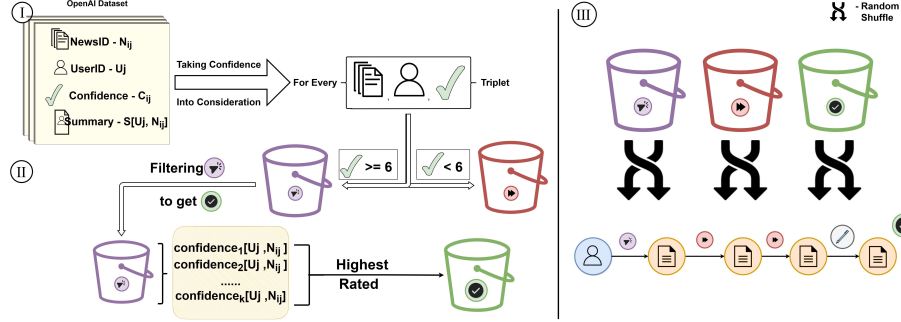 I
OpenAI Dataset
NewsID - Nij
UserID - Uj
Confidence - Cij
Summary - S[Uj, Nij]
Taking Confidence
Into Consideration
For Every
, ,
Triplet
>= 6
< 6
II
Filtering
to get
confidence1[Uj ,Nij ]
confidence2[Uj ,Nij ]
......
confidencek[Uj ,Nij]
Highest
Rated
III
- Random
Shuffle